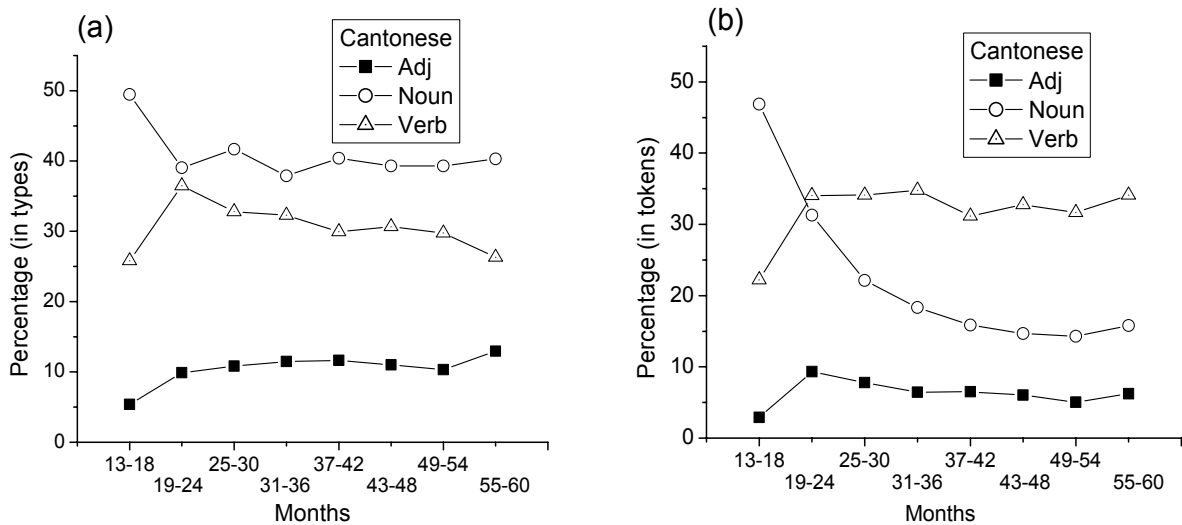 (a)
Cantonese
Adj
Noun
Verb
Percentage (in types)
50
40
30
20
10
0
13-18
25-30
37-42
49-54
19-24
31-36
43-48
55-60
Months
(b)
Cantonese
Adj
Noun
Verb
Percentage (in tokens)
50
40
30
20
10
0
13-18
25-30
37-42
49-54
19-24
31-36
43-48
55-60
Months